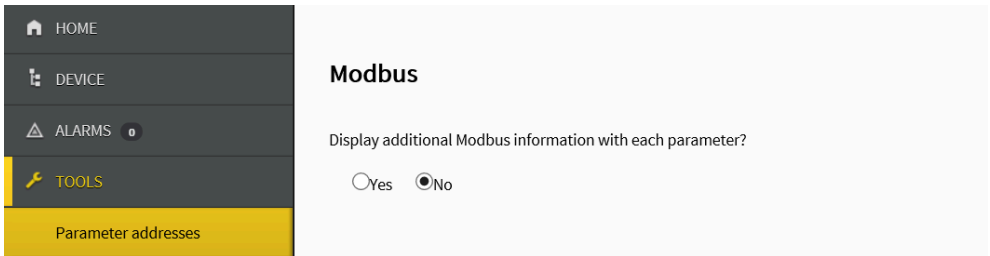 HOME
DEVICE
ALARMS 0
TOOLS
Parameter addresses
Modbus
Display additional Modbus information with each parameter?
Yes No